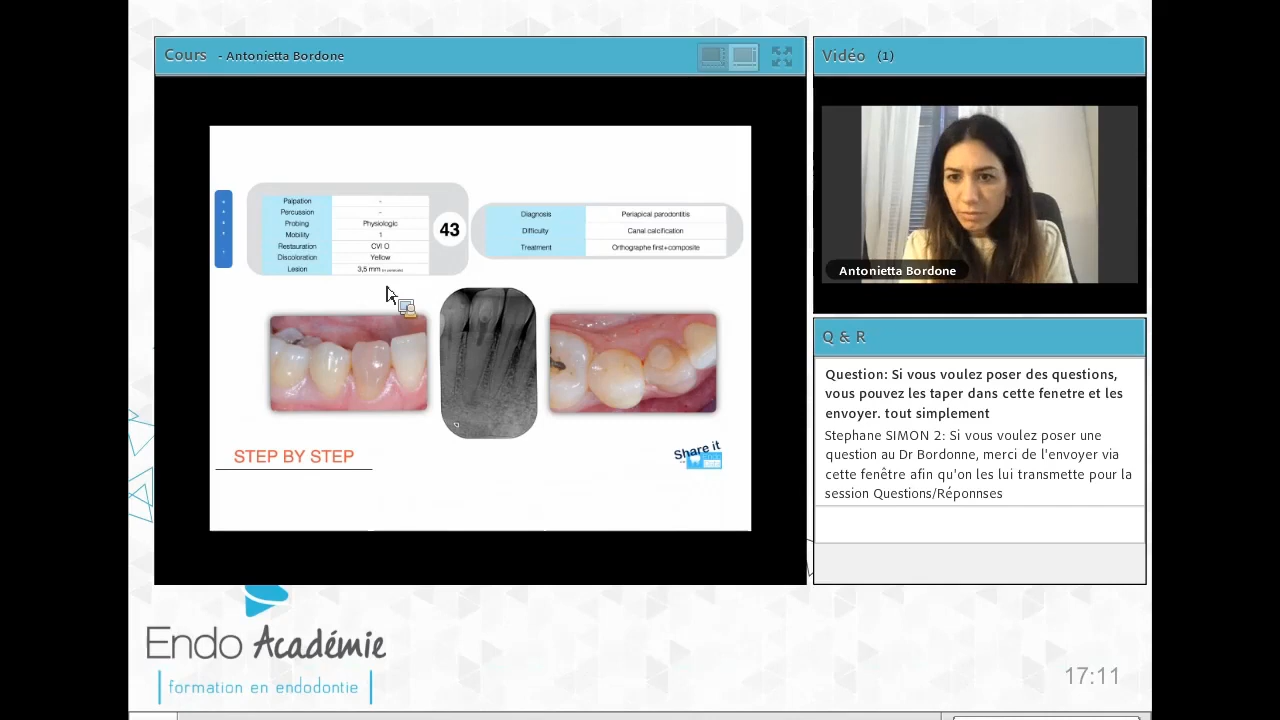 Cours - Antonietta Bordone
Palpation -
Percussion -
Probing Physiologic
Mobility 1
Restauration CVI O
Discoloration Yellow
Lesion 3,5 mm
43
Diagnosis Periapical parodontitis
Difficulty Canal calcification
Treatment Orthographe first+composite
STEP BY STEP
Share it
Vidéo (1)
Antonietta Bordone
Q & R
Question: Si vous voulez poser des questions,
vous pouvez les taper dans cette fenetre et les
envoyer. tout simplement
Stephane SIMON 2: Si vous voulez poser une
question au Dr Bordonne, merci de l'envoyer via
cette fenêtre afin qu'on les lui transmette pour la
session Questions/Réponnses
Endo Académie
formation en endodontie
17:11